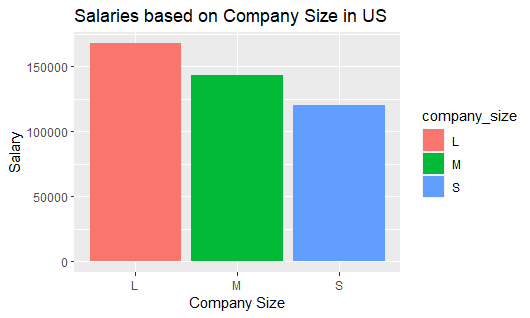 Salaries based on Company Size in US
150000
100000
50000
0
Salary
L
M
S
Company Size
company_size
L
M
S